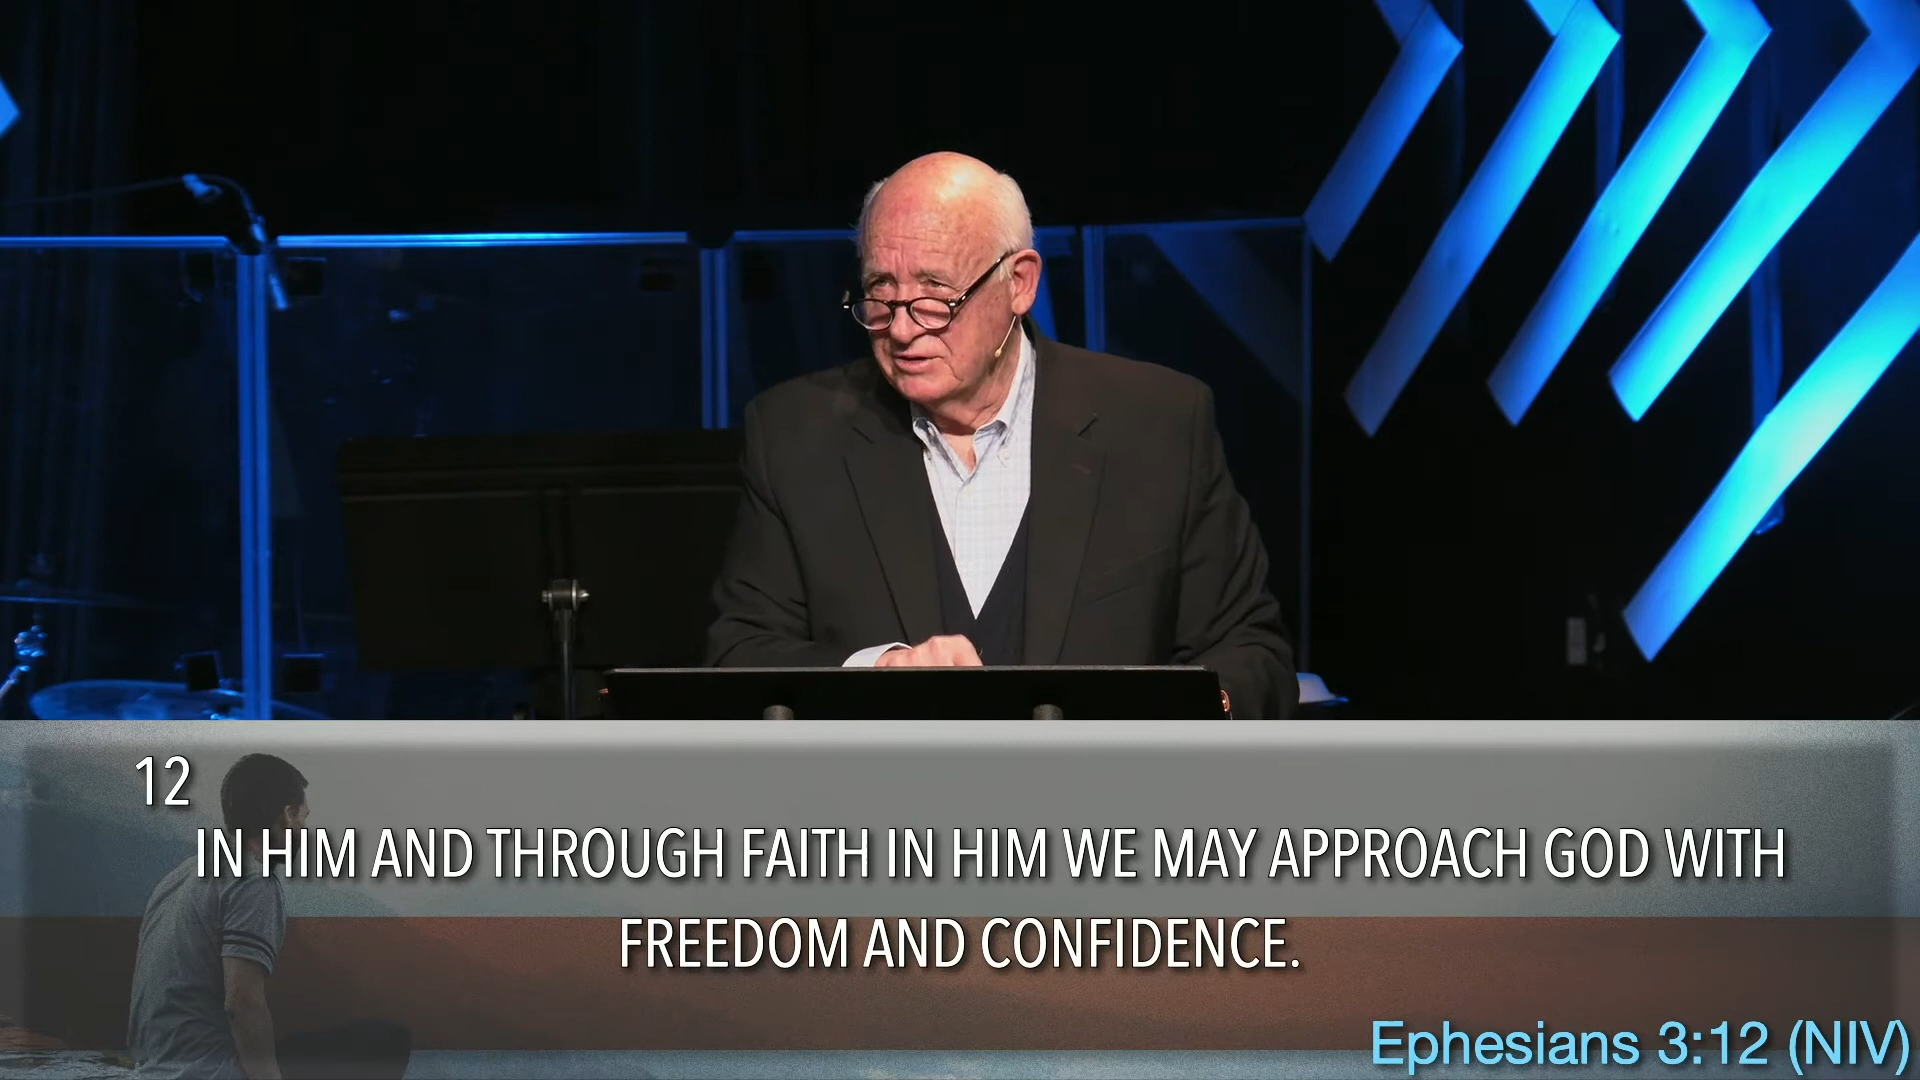 12
IN HIM AND THROUGH FAITH IN HIM WE MAY APPROACH GOD WITH
FREEDOM AND CONFIDENCE.
Ephesians 3:12 (NIV)